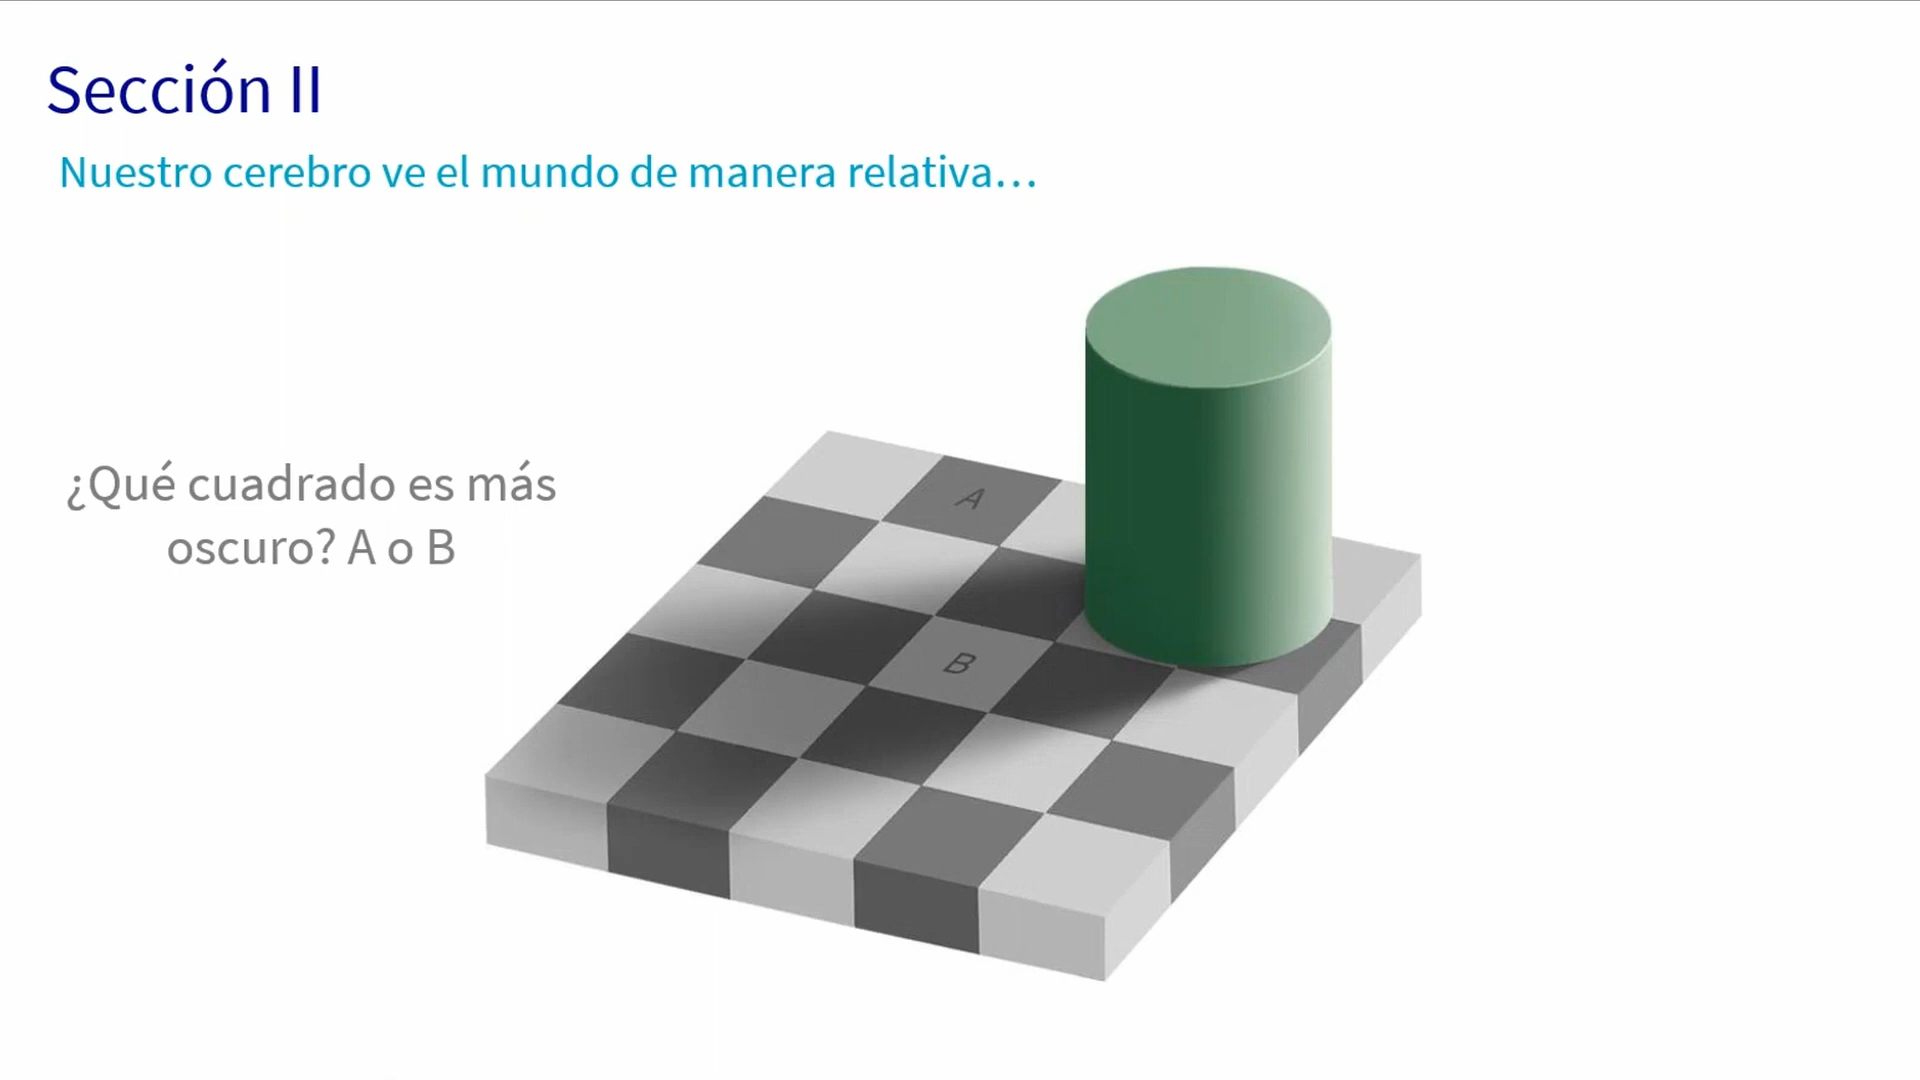 Sección II
Nuestro cerebro ve el mundo de manera relativa…
¿Qué cuadrado es más
oscuro? A o B
A
B